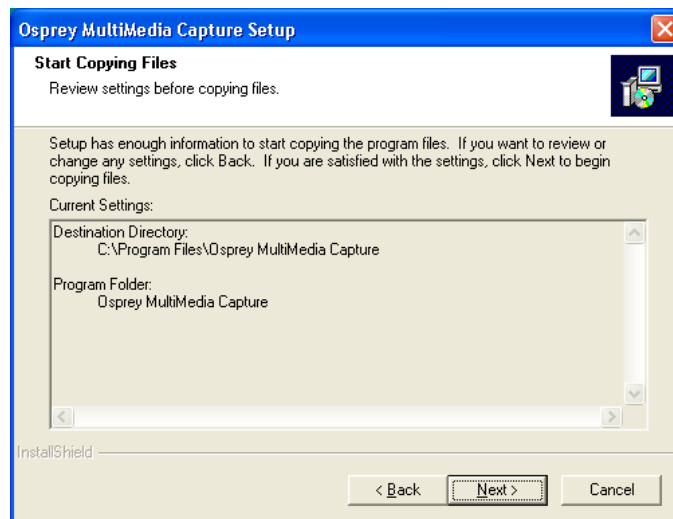 Osprey MultiMedia Capture Setup
Start Copying Files
Review settings before copying files.
Setup has enough information to start copying the program files.  If you want to review or
change any settings, click Back.  If you are satisfied with the settings, click Next to begin
copying files.
Current Settings:
Destination Directory:
C:\Program Files\Osprey MultiMedia Capture
Program Folder:
Osprey MultiMedia Capture
InstallShield
< Back
Next >
Cancel